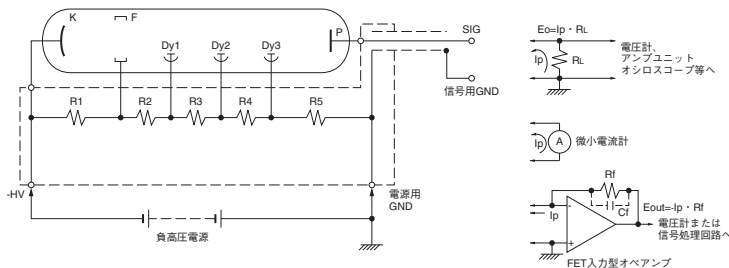 K
F
P
Dy1
Dy2
Dy3
R1
R2
R3
R4
R5
-HV
負高圧電源
電源用
GND
SIG
信号用GND
Eo=Ip・RL
Ip
RL
電圧計、
アンプユニット
オシロスコープ等へ
Ip
A
微小電流計
Rf
Cf
Ip
-
+
Eout=-Ip・Rf
電圧計または
信号処理回路へ
FET入力型オペアンプ